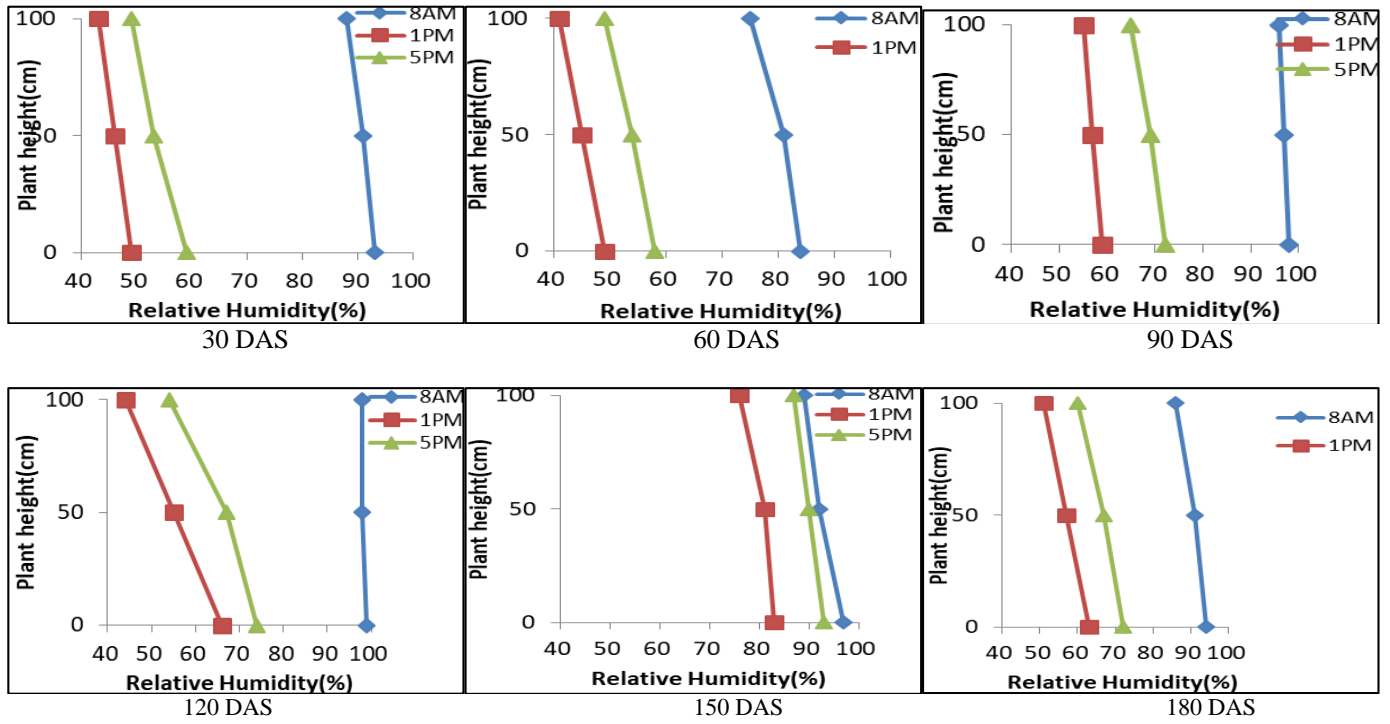 100
50
0
Plant height(cm)
40 50 60 70 80 90 100
Relative Humidity(%)
8AM
1PM
5PM
30 DAS
100
50
0
Plant height(cm)
40 50 60 70 80 90 100
Relative Humidity(%)
8AM
1PM
60 DAS
100
50
0
Plant height(cm)
40 50 60 70 80 90 100
Relative Humidity(%)
8AM
1PM
5PM
90 DAS
100
50
0
Plant height(cm)
40 50 60 70 80 90 100
Relative Humidity(%)
8AM
1PM
5PM
120 DAS
100
50
0
Plant height(cm)
40 50 60 70 80 90 100
Relative Humidity(%)
8AM
1PM
5PM
150 DAS
100
50
0
Plant height(cm)
40 50 60 70 80 90 100
Relative Humidity(%)
8AM
1PM
180 DAS